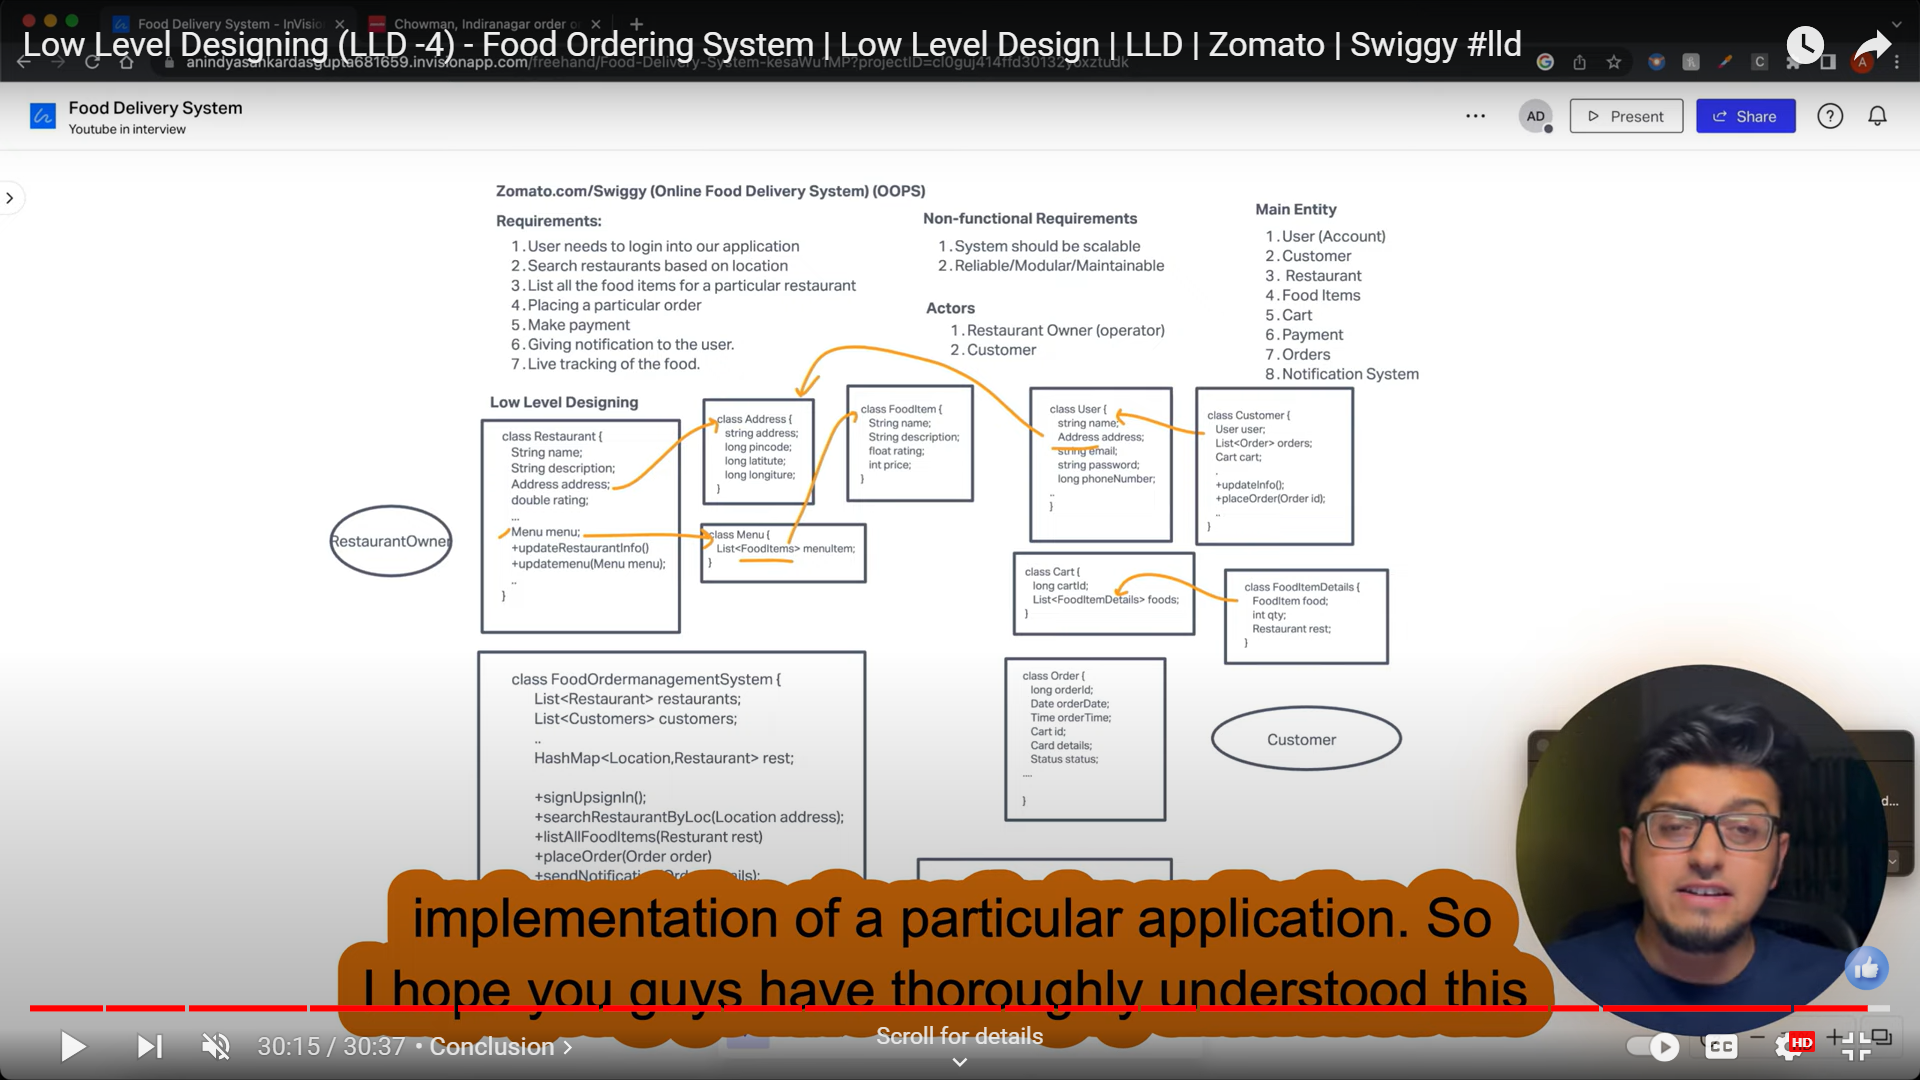 Food Delivery System - InVisio
Chowman, Indiranagar order o
Low Level Designing (LLD -4) - Food Ordering System | Low Level Design | LLD | Zomato | Swiggy #lld
Food Delivery System
Youtube in interview
AD
Present
Share
Zomato.com/Swiggy (Online Food Delivery System) (OOPS)
Requirements:
1. User needs to login into our application
2. Search restaurants based on location
3. List all the food items for a particular restaurant
4. Placing a particular order
5. Make payment
6. Giving notification to the user.
7. Live tracking of the food.
Non-functional Requirements
1. System should be scalable
2. Reliable/Modular/Maintainable
Actors
1. Restaurant Owner (operator)
2. Customer
Main Entity
1. User (Account)
2. Customer
3. Restaurant
4. Food Items
5. Cart
6. Payment
7. Orders
8. Notification System
Low Level Designing
RestaurantOwner
class Restaurant {
String name;
String description;
Address address;
double rating;
...
Menu menu;
+updateRestaurantInfo()
+updatemenu(Menu menu);
..
}
class Address {
string address;
long pincode;
long latitute;
long longiture;
}
class FoodItem {
String name;
String description;
float rating;
int price;
}
class Menu {
List<FoodItems> menuItem;
}
class User {
string name;
Address address;
string email;
string password;
long phoneNumber;
..
}
class Customer {
User user;
List<Order> orders;
Cart cart;
.
+updateInfo();
+placeOrder(Order id);
..
}
class Cart {
long cartId;
List<FoodItemDetails> foods;
}
class FoodItemDetails {
FoodItem food;
int qty;
Restaurant rest;
}
class FoodOrdermanagementSystem {
List<Restaurant> restaurants;
List<Customers> customers;
..
HashMap<Location,Restaurant> rest;
+signUpsignIn();
+searchRestaurantByLoc(Location address);
+listAllFoodItems(Resturant rest)
+placeOrder(Order order)
class Order {
long orderId;
Date orderDate;
Time orderTime;
Cart id;
Card details;
Status status;
....
}
Customer
d...
implementation of a particular application. So
I hope you guys have thoroughly understood this
30:15 / 30:37 • Conclusion
Scroll for details
CC
HD